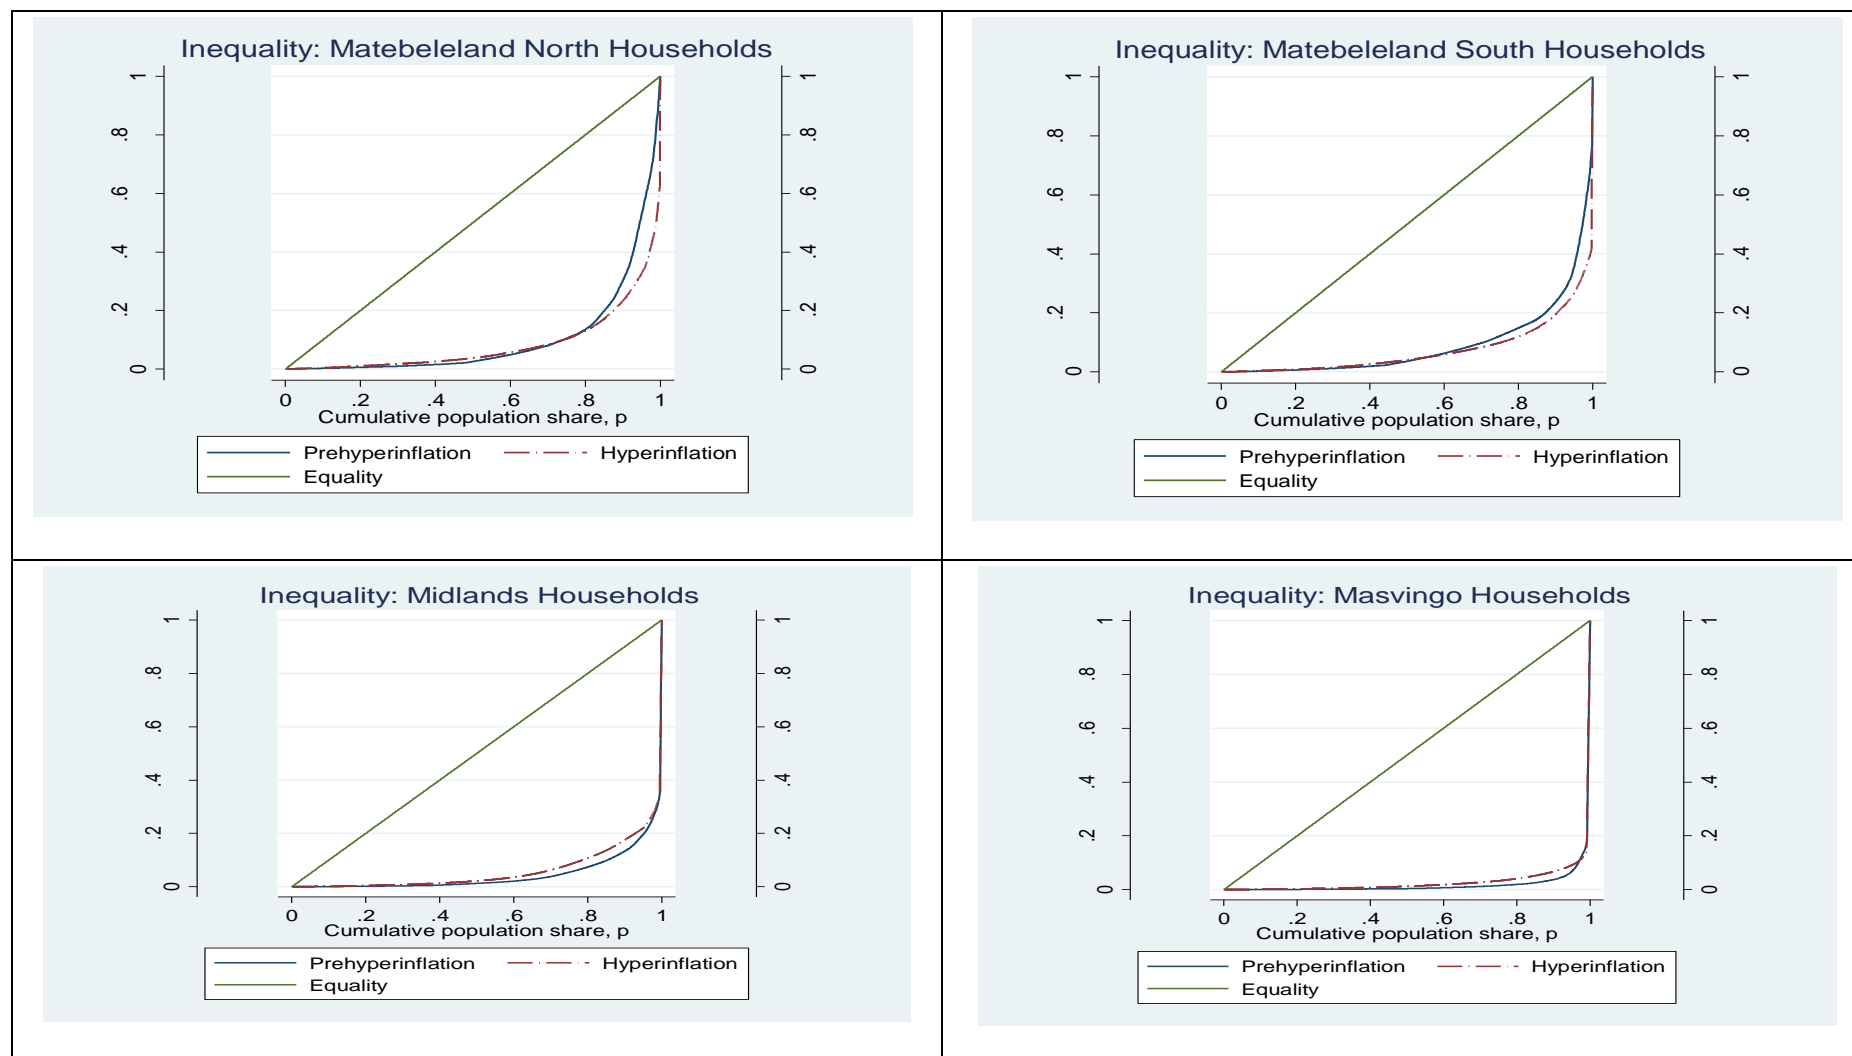 Inequality: Matebeleland North Households
1 1
.8 .8
.6 .6
.4 .4
.2 .2
0 0
0 .2 .4 .6 .8 1
Cumulative population share, p
Prehyperinflation Hyperinflation
Equality
Inequality: Matebeleland South Households
1 1
.8 .8
.6 .6
.4 .4
.2 .2
0 0
0 .2 .4 .6 .8 1
Cumulative population share, p
Prehyperinflation Hyperinflation
Equality
Inequality: Midlands Households
1 1
.8 .8
.6 .6
.4 .4
.2 .2
0 0
0 .2 .4 .6 .8 1
Cumulative population share, p
Prehyperinflation Hyperinflation
Equality
Inequality: Masvingo Households
1 1
.8 .8
.6 .6
.4 .4
.2 .2
0 0
0 .2 .4 .6 .8 1
Cumulative population share, p
Prehyperinflation Hyperinflation
Equality